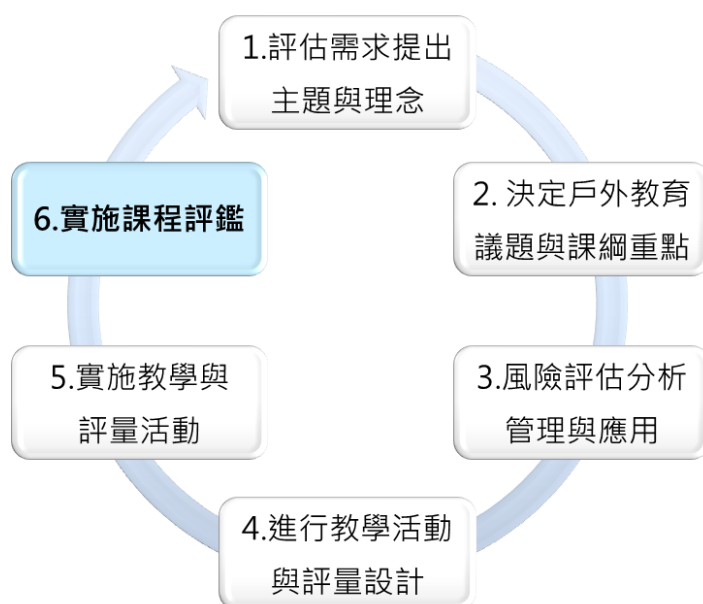 1.評估需求提出
主題與理念
2. 決定戶外教育
議題與課綱重點
3.風險評估分析
管理與應用
4.進行教學活動
與評量設計
5.實施教學與
評量活動
6.實施課程評鑑